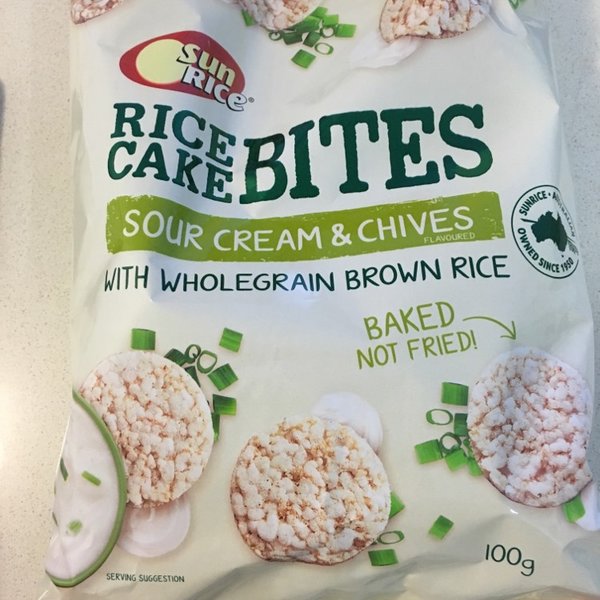 Sun
Rice®
RICE
CAKE
BITES
SOUR CREAM & CHIVES
FLAVOURED
WITH WHOLEGRAIN BROWN RICE
SUNRICE •
OWNED SINCE 1950
BAKED
NOT FRIED!
100g
SERVING SUGGESTION